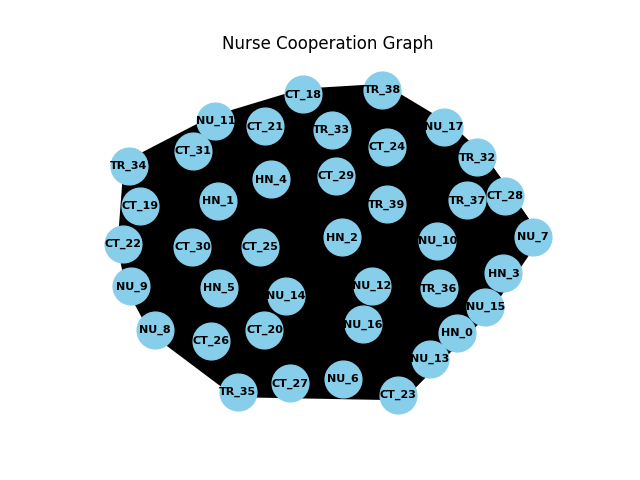 Nurse Cooperation Graph
TR_38
CT_18
NU_11
CT_21
NU_17
TR_33
CT_24
CT_31
TR_32
TR_34
CT_29
HN_4
CT_28
HN_1
TR_37
TR_39
CT_19
HN_2
NU_7
NU_10
CT_22
CT_30
CT_25
HN_3
NU_9
NU_12
HN_5
TR_36
NU_14
NU_15
NU_16
NU_8
CT_20
HN_0
CT_26
NU_13
NU_6
CT_27
TR_35
CT_23